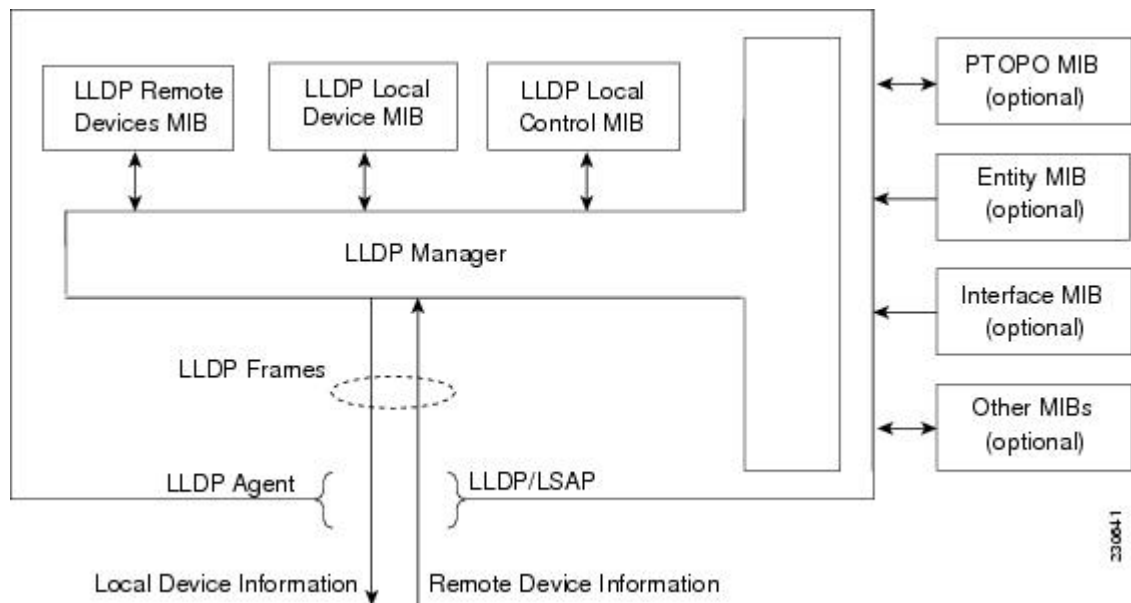 LLDP Remote
Devices MIB
LLDP Local
Device MIB
LLDP Local
Control MIB
PTOPO MIB
(optional)
Entity MIB
(optional)
LLDP Manager
Interface MIB
(optional)
LLDP Frames
Other MIBs
(optional)
LLDP Agent
LLDP/LSAP
230641
Local Device Information
Remote Device Information